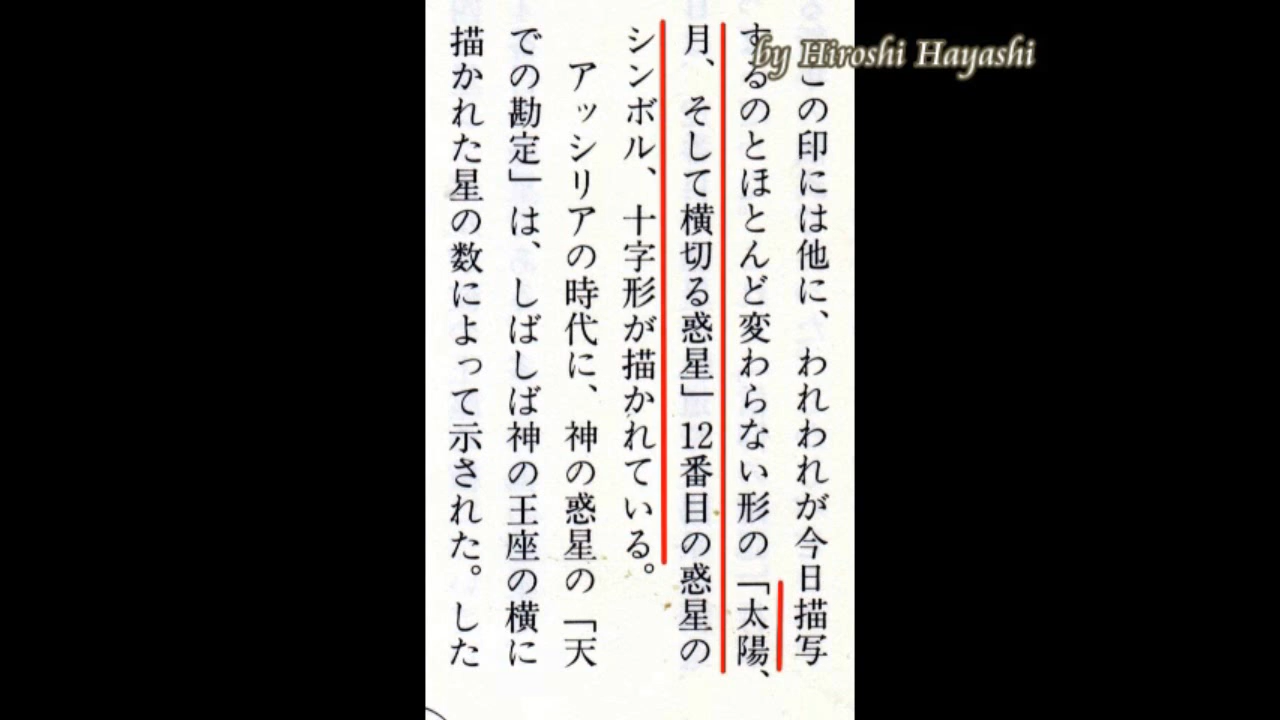 by Hiroshi Hayashi
この印には他に、われわれが今日描写
するのとほとんど変わらない形の「太陽、
月、そして横切る惑星」12番目の惑星の
シンボル、十字形が描かれている。
アッシリアの時代に、神の惑星の「天
での勘定」は、しばしば神の王座の横に
描かれた星の数によって示された。した